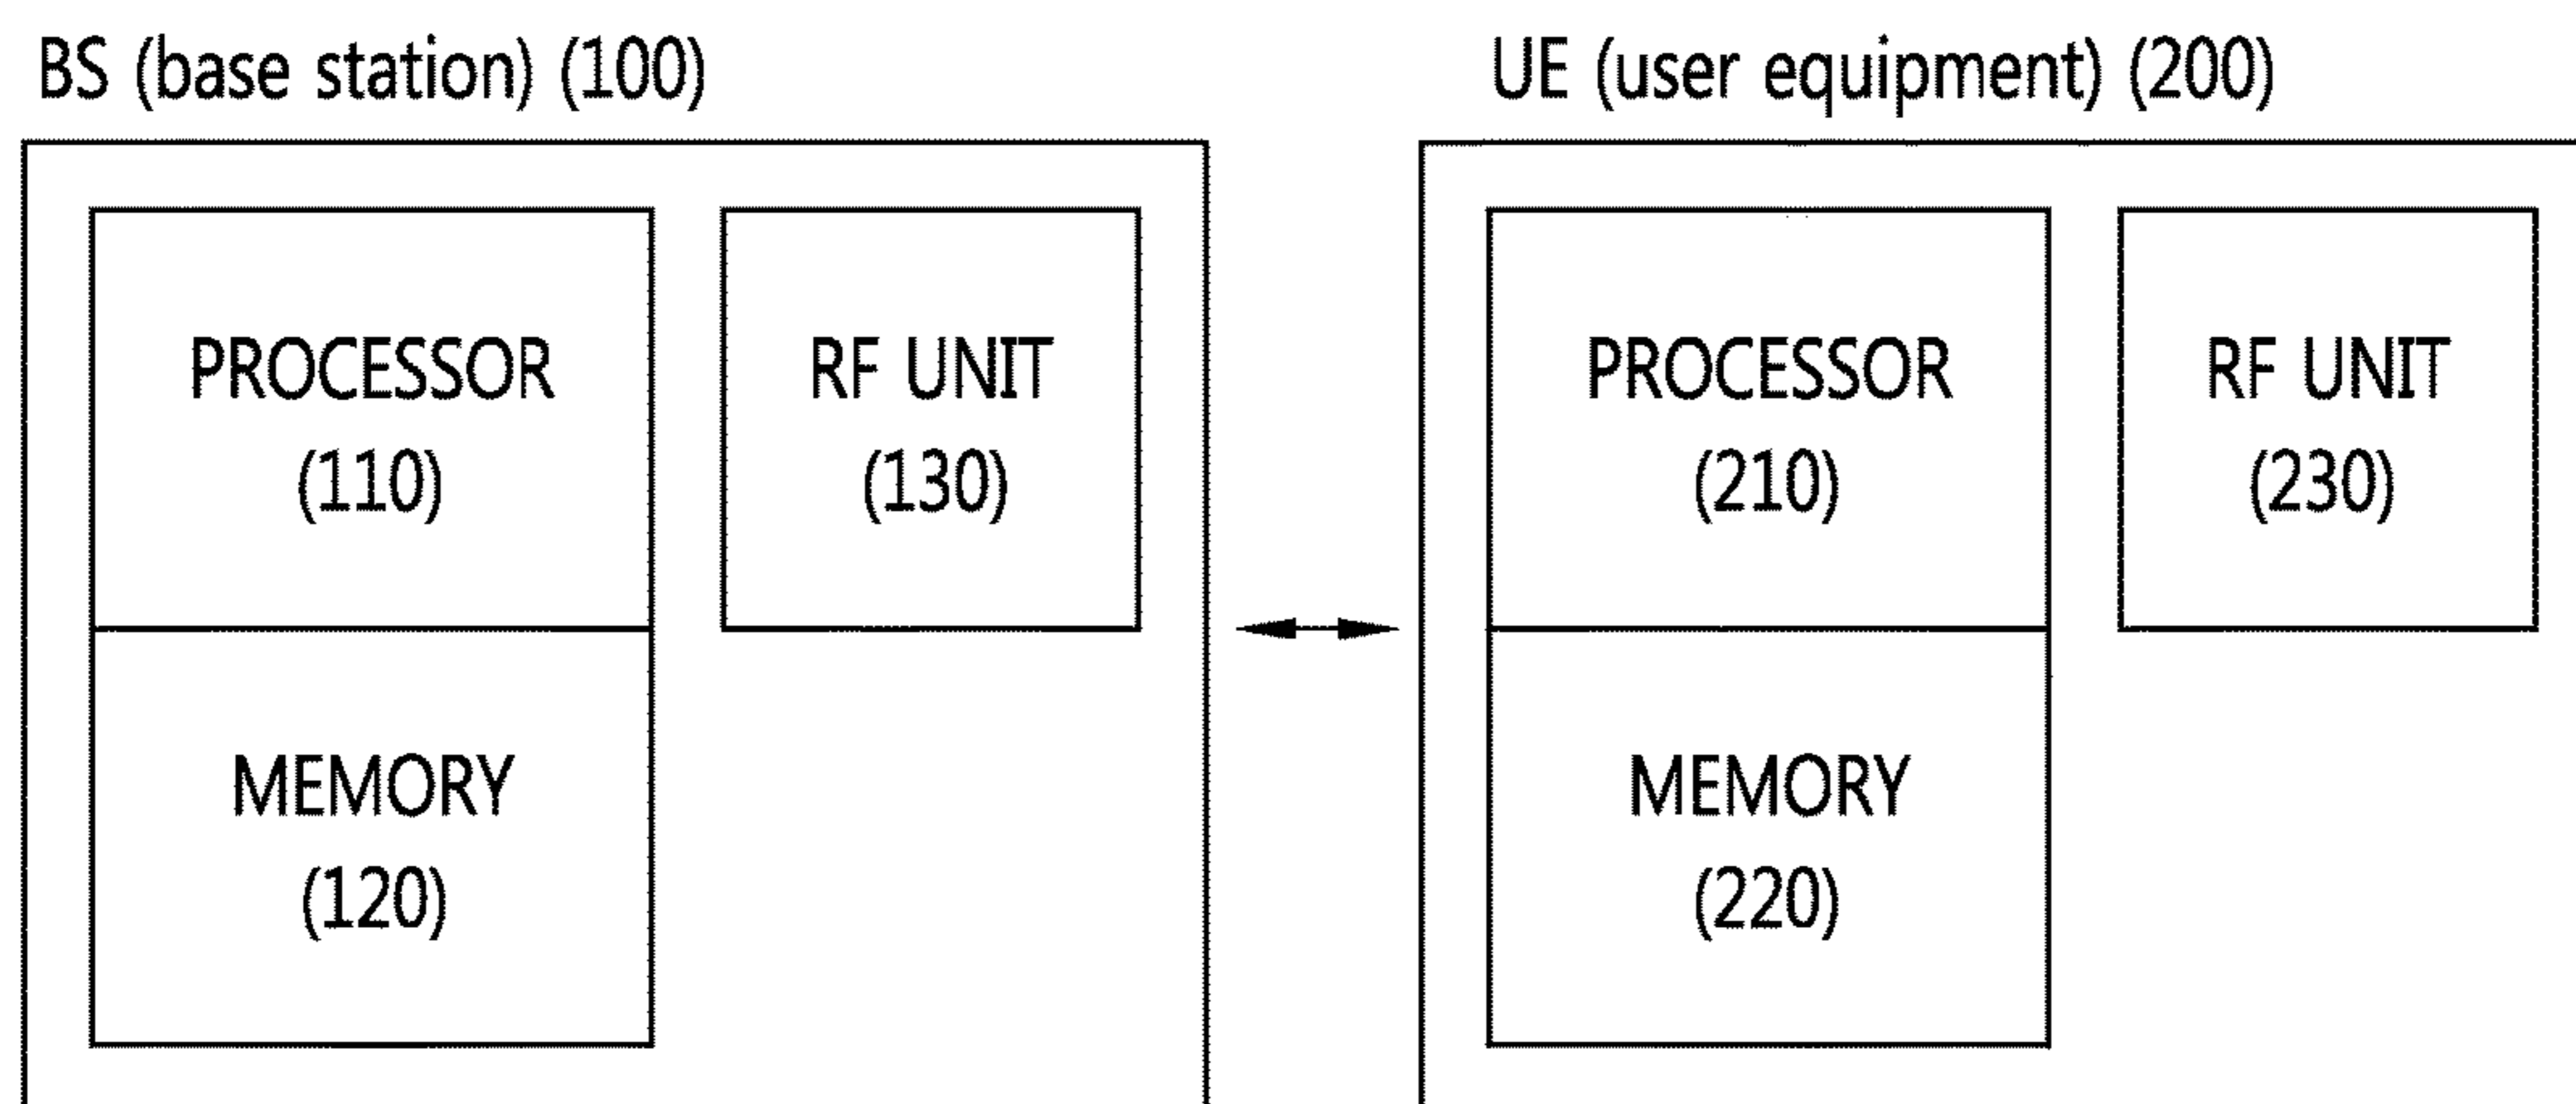 BS (base station) (100)
PROCESSOR
(110)
RF UNIT
(130)
MEMORY
(120)
UE (user equipment) (200)
PROCESSOR
(210)
RF UNIT
(230)
MEMORY
(220)